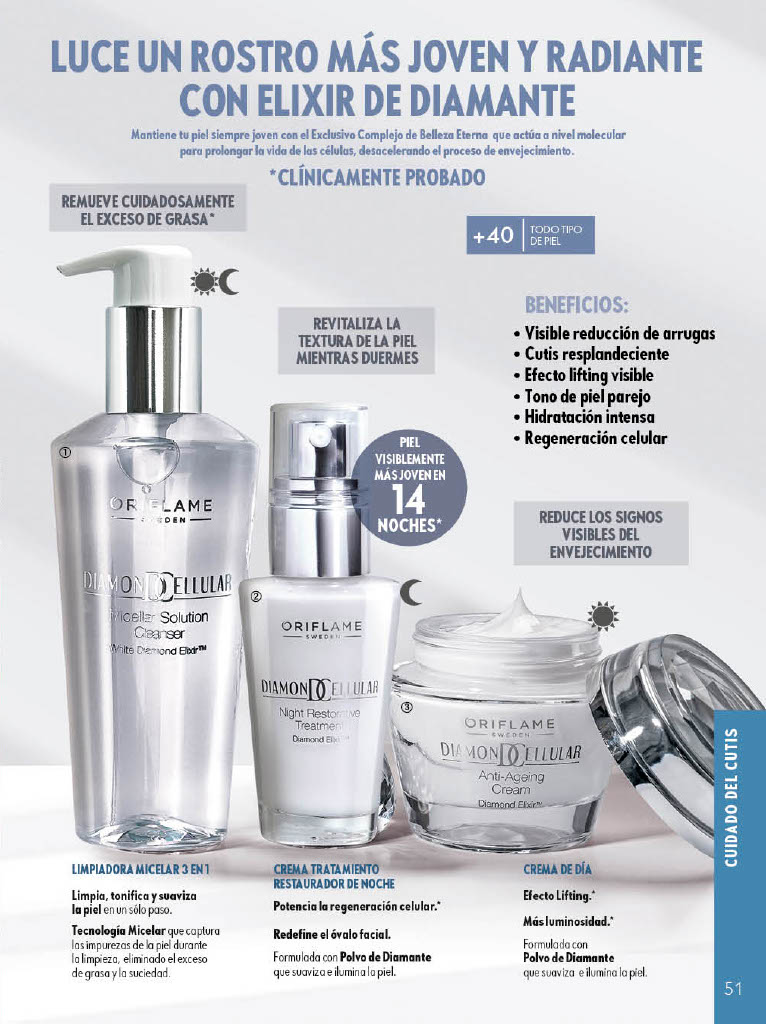 LUCE UN ROSTRO MÁS JOVEN Y RADIANTE
CON ELIXIR DE DIAMANTE
Mantiene tu piel siempre joven con el Exclusivo Complejo de Belleza Eterna que actúa a nivel molecular
para prolongar la vida de las células, desacelerando el proceso de envejecimiento.
*CLÍNICAMENTE PROBADO
REMUEVE CUIDADOSAMENTE
EL EXCESO DE GRASA*
+40
TODO TIPO
DE PIEL
REVITALIZA LA
TEXTURA DE LA PIEL
MIENTRAS DUERMES
BENEFICIOS:
• Visible reducción de arrugas
• Cutis resplandeciente
• Efecto lifting visible
• Tono de piel parejo
• Hidratación intensa
• Regeneración celular
PIEL
VISIBLEMENTE
MÁS JOVEN EN
14
NOCHES*
REDUCE LOS SIGNOS
VISIBLES DEL
ENVEJECIMIENTO
①
ORIFLAME
SWEDEN
DIAMOND CELLULAR
Micellar Solution
Cleanser
White Diamond Elixir™
②
ORIFLAME
SWEDEN
DIAMOND CELLULAR
Night Restorative
Treatment
Diamond Elixir™
③
ORIFLAME
SWEDEN
DIAMOND CELLULAR
Anti-Ageing
Cream
Diamond Elixir™
LIMPIADORA MICELAR 3 EN 1
Limpia, tonifica y suaviza
la piel en un sólo paso.
Tecnología Micelar que captura
las impurezas de la piel durante
la limpieza, eliminado el exceso
de grasa y la suciedad.
CREMA TRATAMIENTO
RESTAURADOR DE NOCHE
Potencia la regeneración celular.*
Redefine el óvalo facial.
Formulada con Polvo de Diamante
que suaviza e ilumina la piel.
CREMA DE DÍA
Efecto Lifting.*
Más luminosidad.*
Formulada con
Polvo de Diamante
que suaviza e ilumina la piel.
CUIDADO DEL CUTIS
51